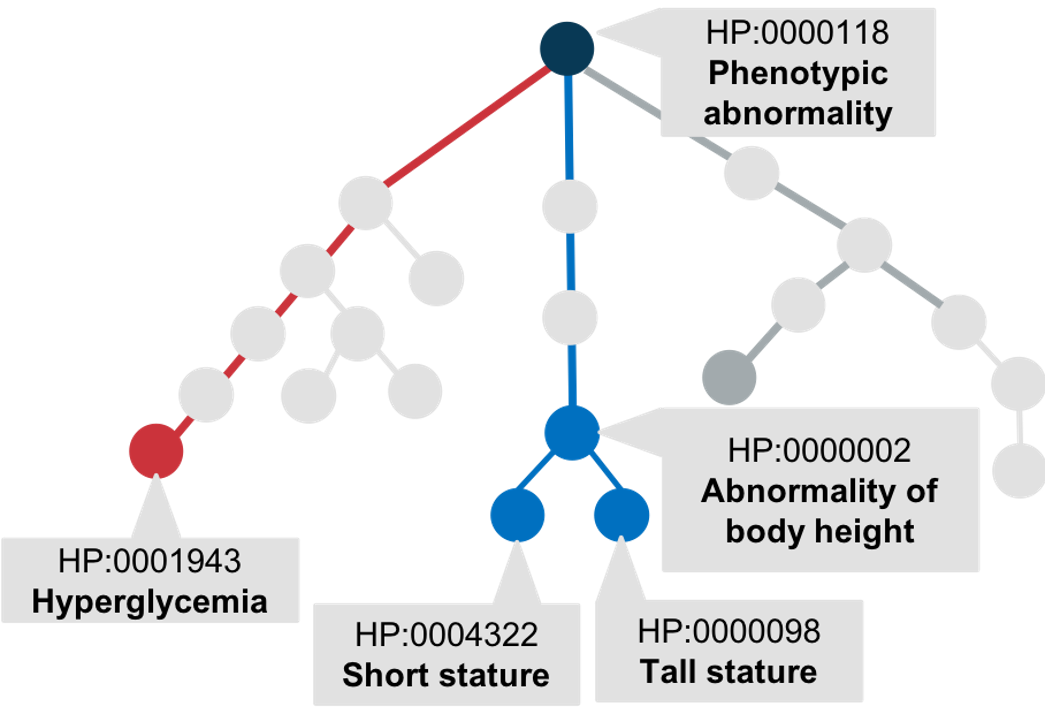 HP:0000118
Phenotypic
abnormality
HP:0000002
Abnormality of
body height
HP:0001943
Hyperglycemia
HP:0004322
Short stature
HP:0000098
Tall stature